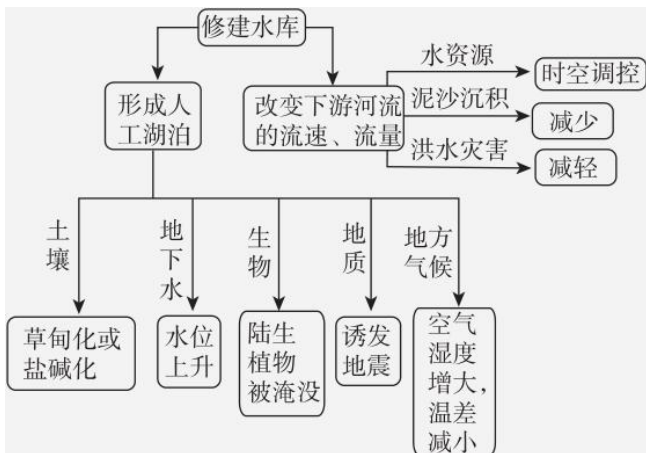 修建水库
形成人
工湖泊
改变下游河流
的流速、流量
水资源
时空调控
泥沙沉积
减少
洪水灾害
减轻
土壤
地下水
生物
地质
地方
气候
草甸化或
盐碱化
水位
上升
陆生
植物
被淹没
诱发
地震
空气
湿度
增大，
温差
减小